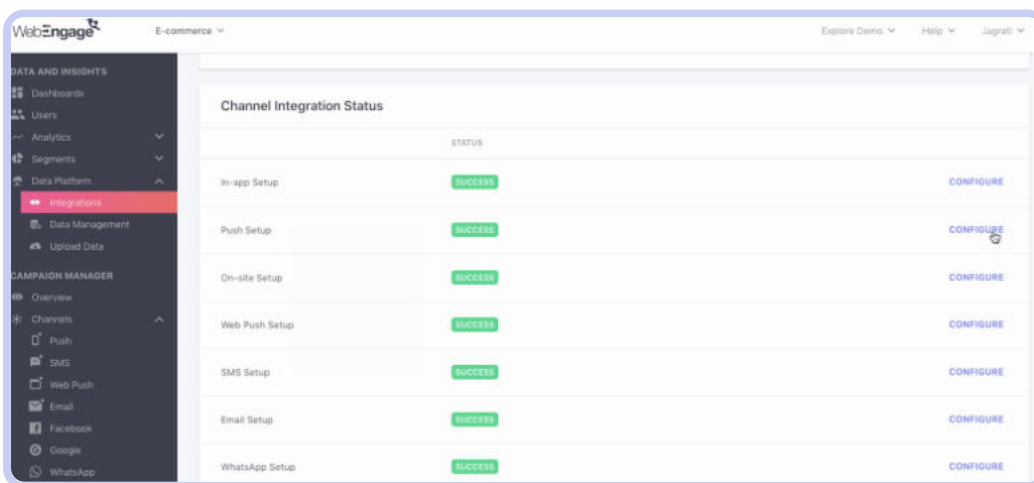 WebEngage
E-commerce
Explore Demo
Help
Jagrati
DATA AND INSIGHTS
Dashboards
Users
Analytics
Segments
Data Platform
Integrations
Data Management
Upload Data
CAMPAIGN MANAGER
Overview
Channels
Push
SMS
Web Push
Email
Facebook
Google
WhatsApp
Channel Integration Status
STATUS
In-app Setup SUCCESS CONFIGURE
Push Setup SUCCESS CONFIGURE
On-site Setup SUCCESS CONFIGURE
Web Push Setup SUCCESS CONFIGURE
SMS Setup SUCCESS CONFIGURE
Email Setup SUCCESS CONFIGURE
WhatsApp Setup SUCCESS CONFIGURE